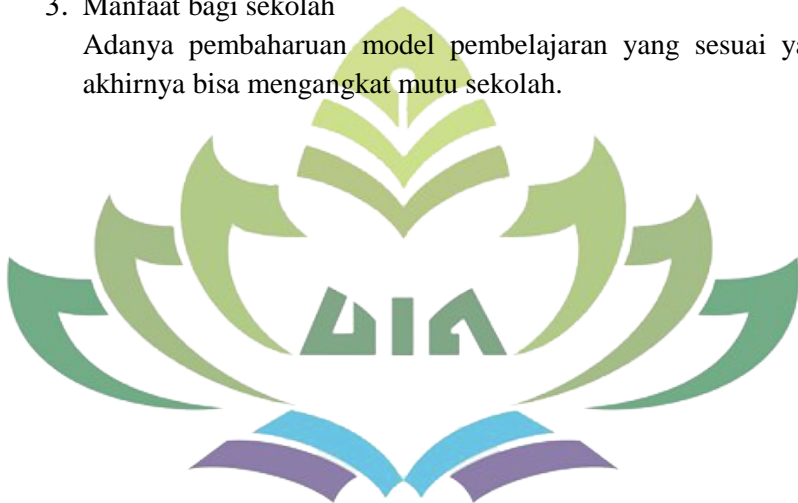 3. Manfaat bagi sekolah
Adanya pembaharuan model pembelajaran yang sesuai
akhirnya bisa mengangkat mutu sekolah.
UIN